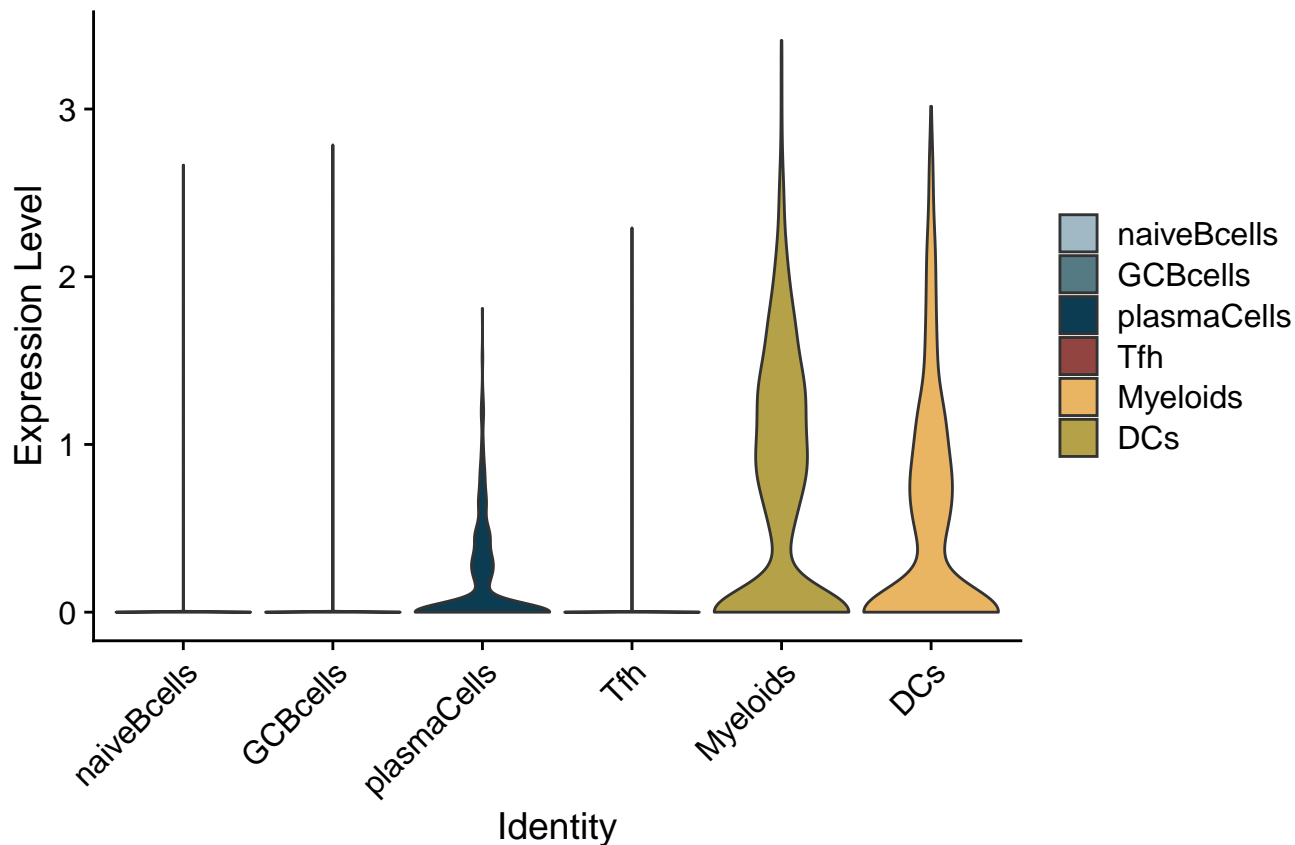 Expression Level
3
2
1
0
naiveBcells
GCBcells
plasmaCells
Tfh
Myeloids
DCs
Identity
naiveBcells
GCBcells
plasmaCells
Tfh
Myeloids
DCs